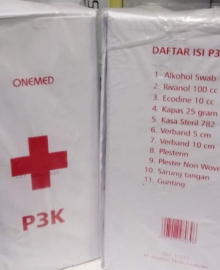 ONEMED
P3K
DAFTAR ISI P3
1. Alkohol Swab
2. Rivanol 100 cc
3. Ecodine 10 cc
4. Kapas 25 gram
5. Kasa Steril 782
6. Verband 5 cm
7. Verband 10 cm
8. Plesterin
9. Plester Non Wove
10. Sarung tangan
11. Gunting